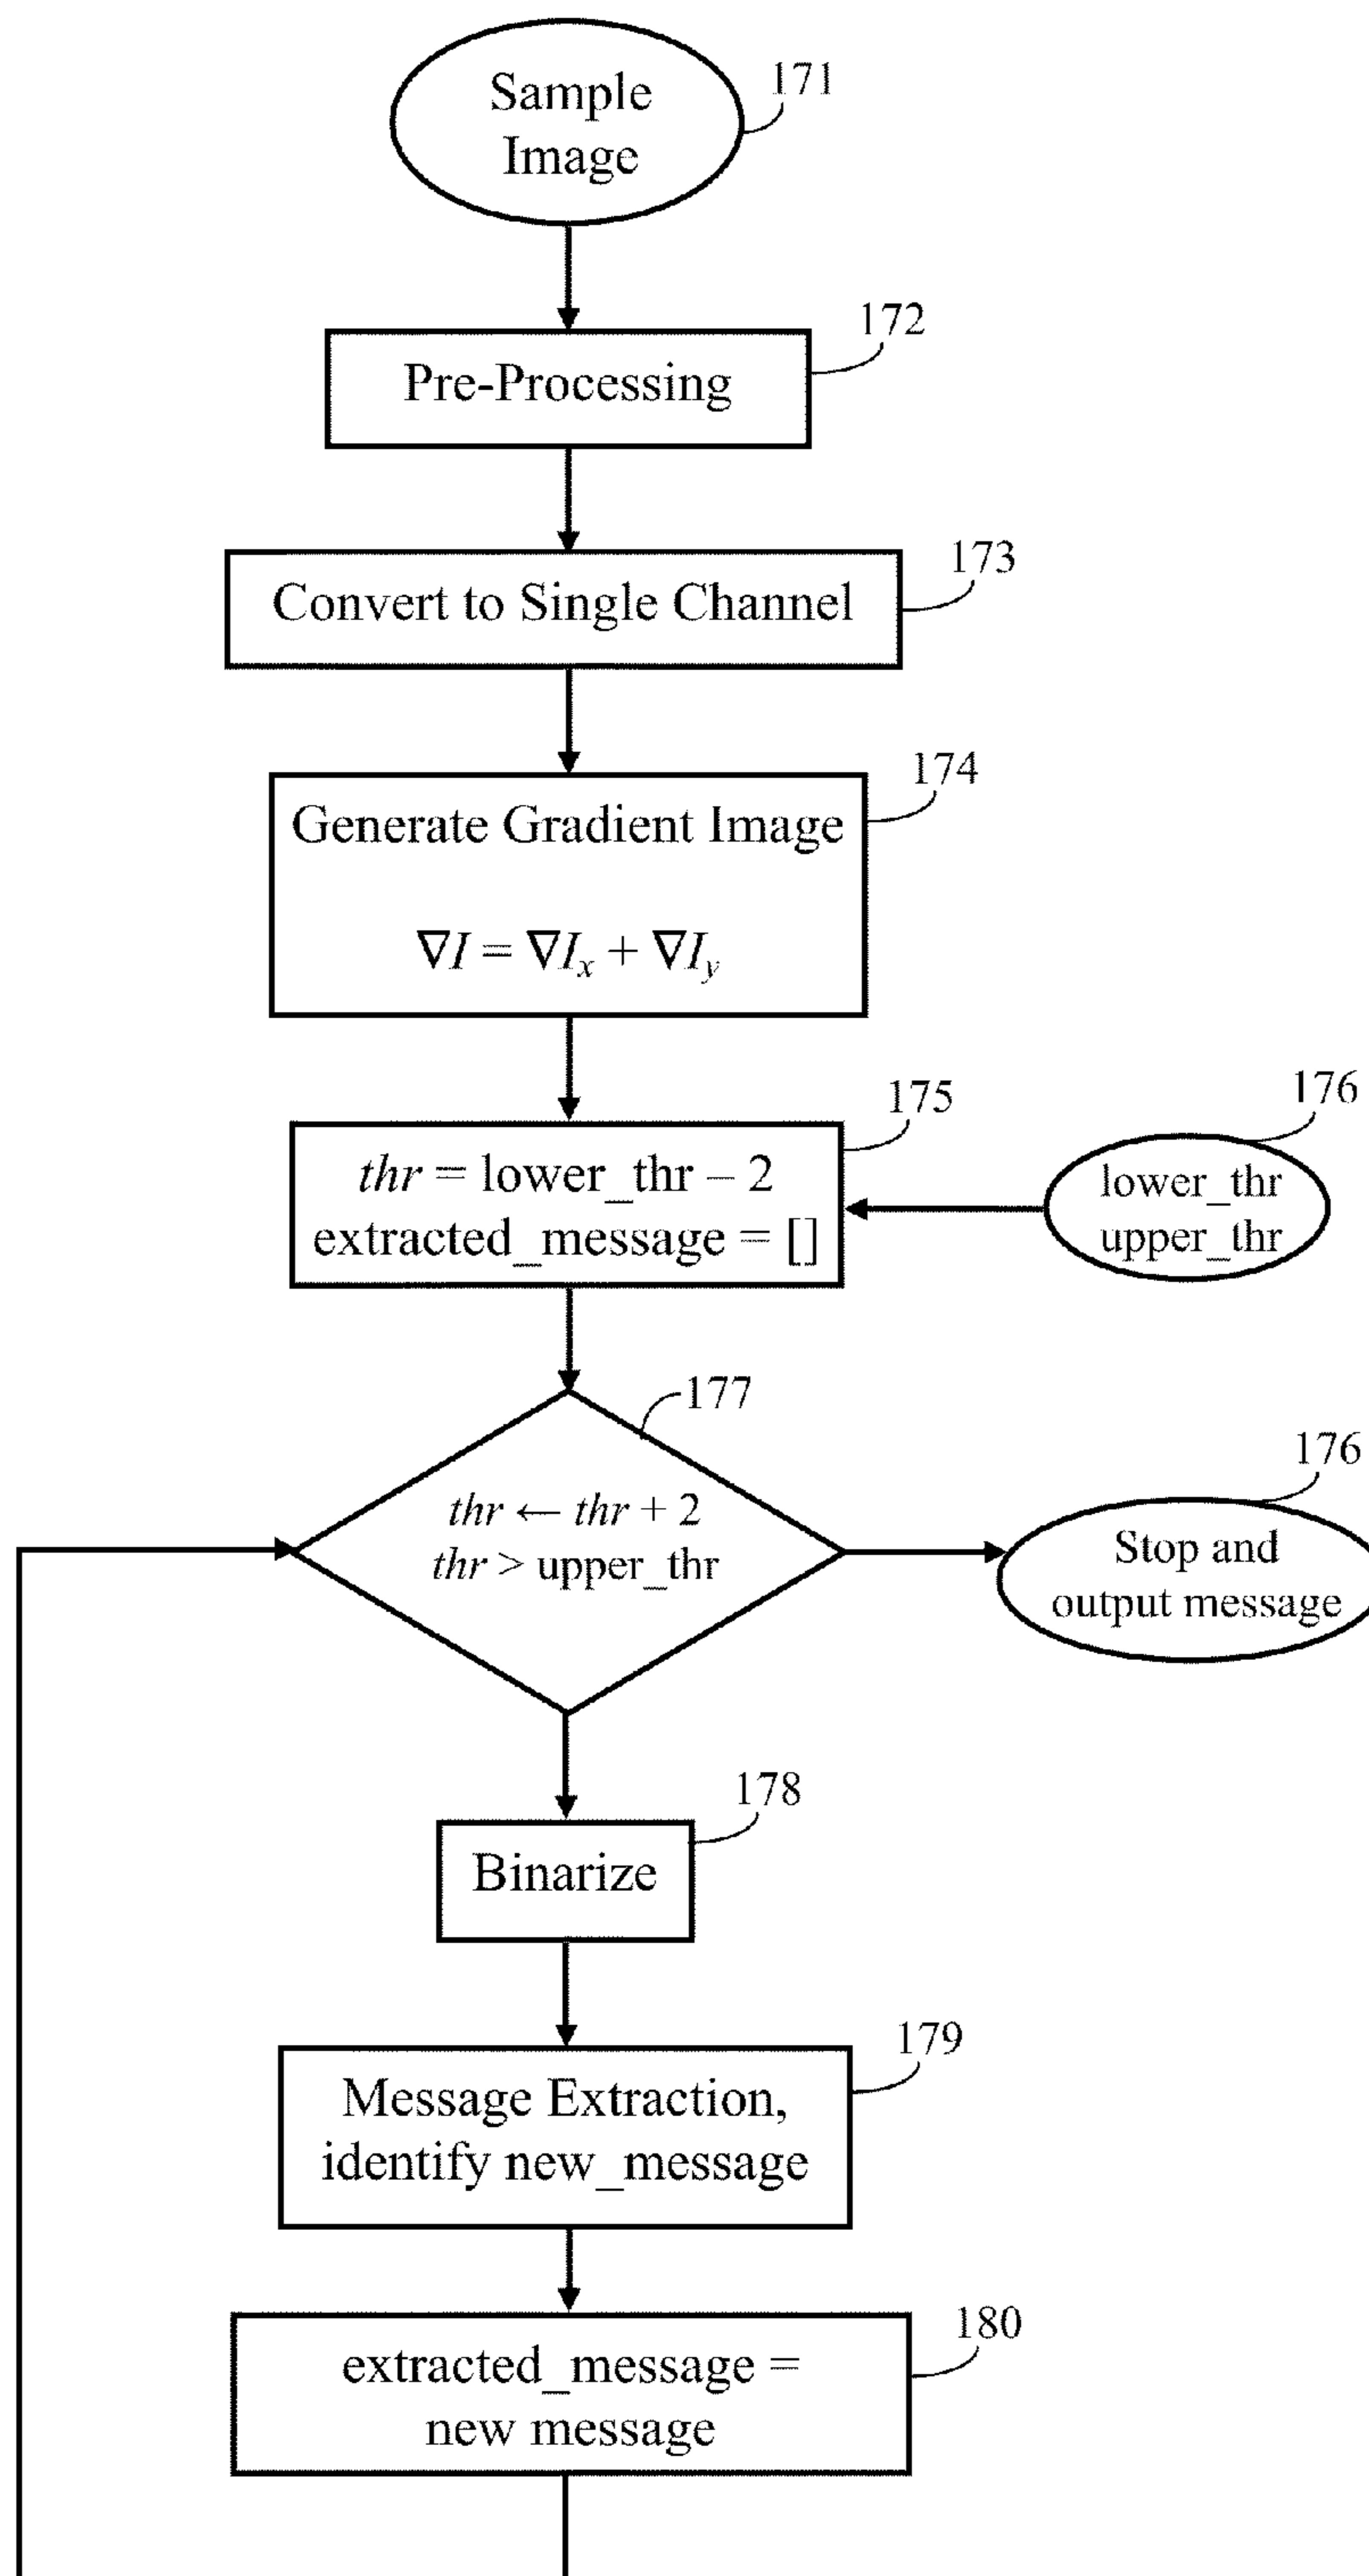 Sample
Image
171
172
Pre-Processing
173
Convert to Single Channel
174
Generate Gradient Image
∇I = ∇Iₓ + ∇I_y
175
thr = lower_thr – 2
extracted_message = []
176
lower_thr
upper_thr
177
thr ← thr + 2
thr > upper_thr
176
Stop and
output message
178
Binarize
179
Message Extraction,
identify new_message
180
extracted_message =
new message